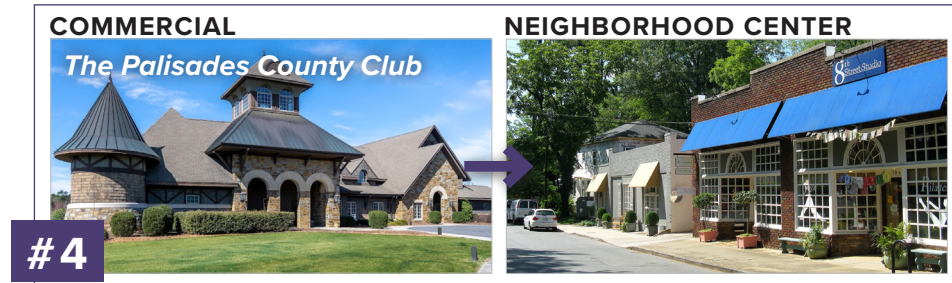 COMMERCIAL
NEIGHBORHOOD CENTER
The Palisades County Club
8th
Street Studio
#4